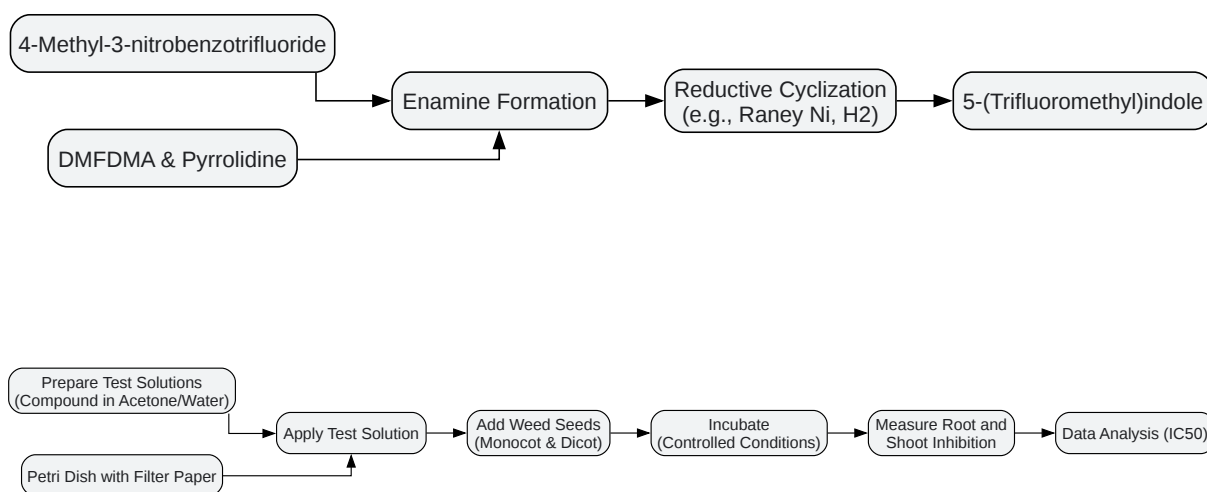 4-Methyl-3-nitrobenzotrifluoride
DMFDMA & Pyrrolidine
Enamine Formation
Reductive Cyclization
(e.g., Raney Ni, H2)
5-(Trifluoromethyl)indole
Prepare Test Solutions
(Compound in Acetone/Water)
Petri Dish with Filter Paper
Apply Test Solution
Add Weed Seeds
(Monocot & Dicot)
Incubate
(Controlled Conditions)
Measure Root and
Shoot Inhibition
Data Analysis (IC50)